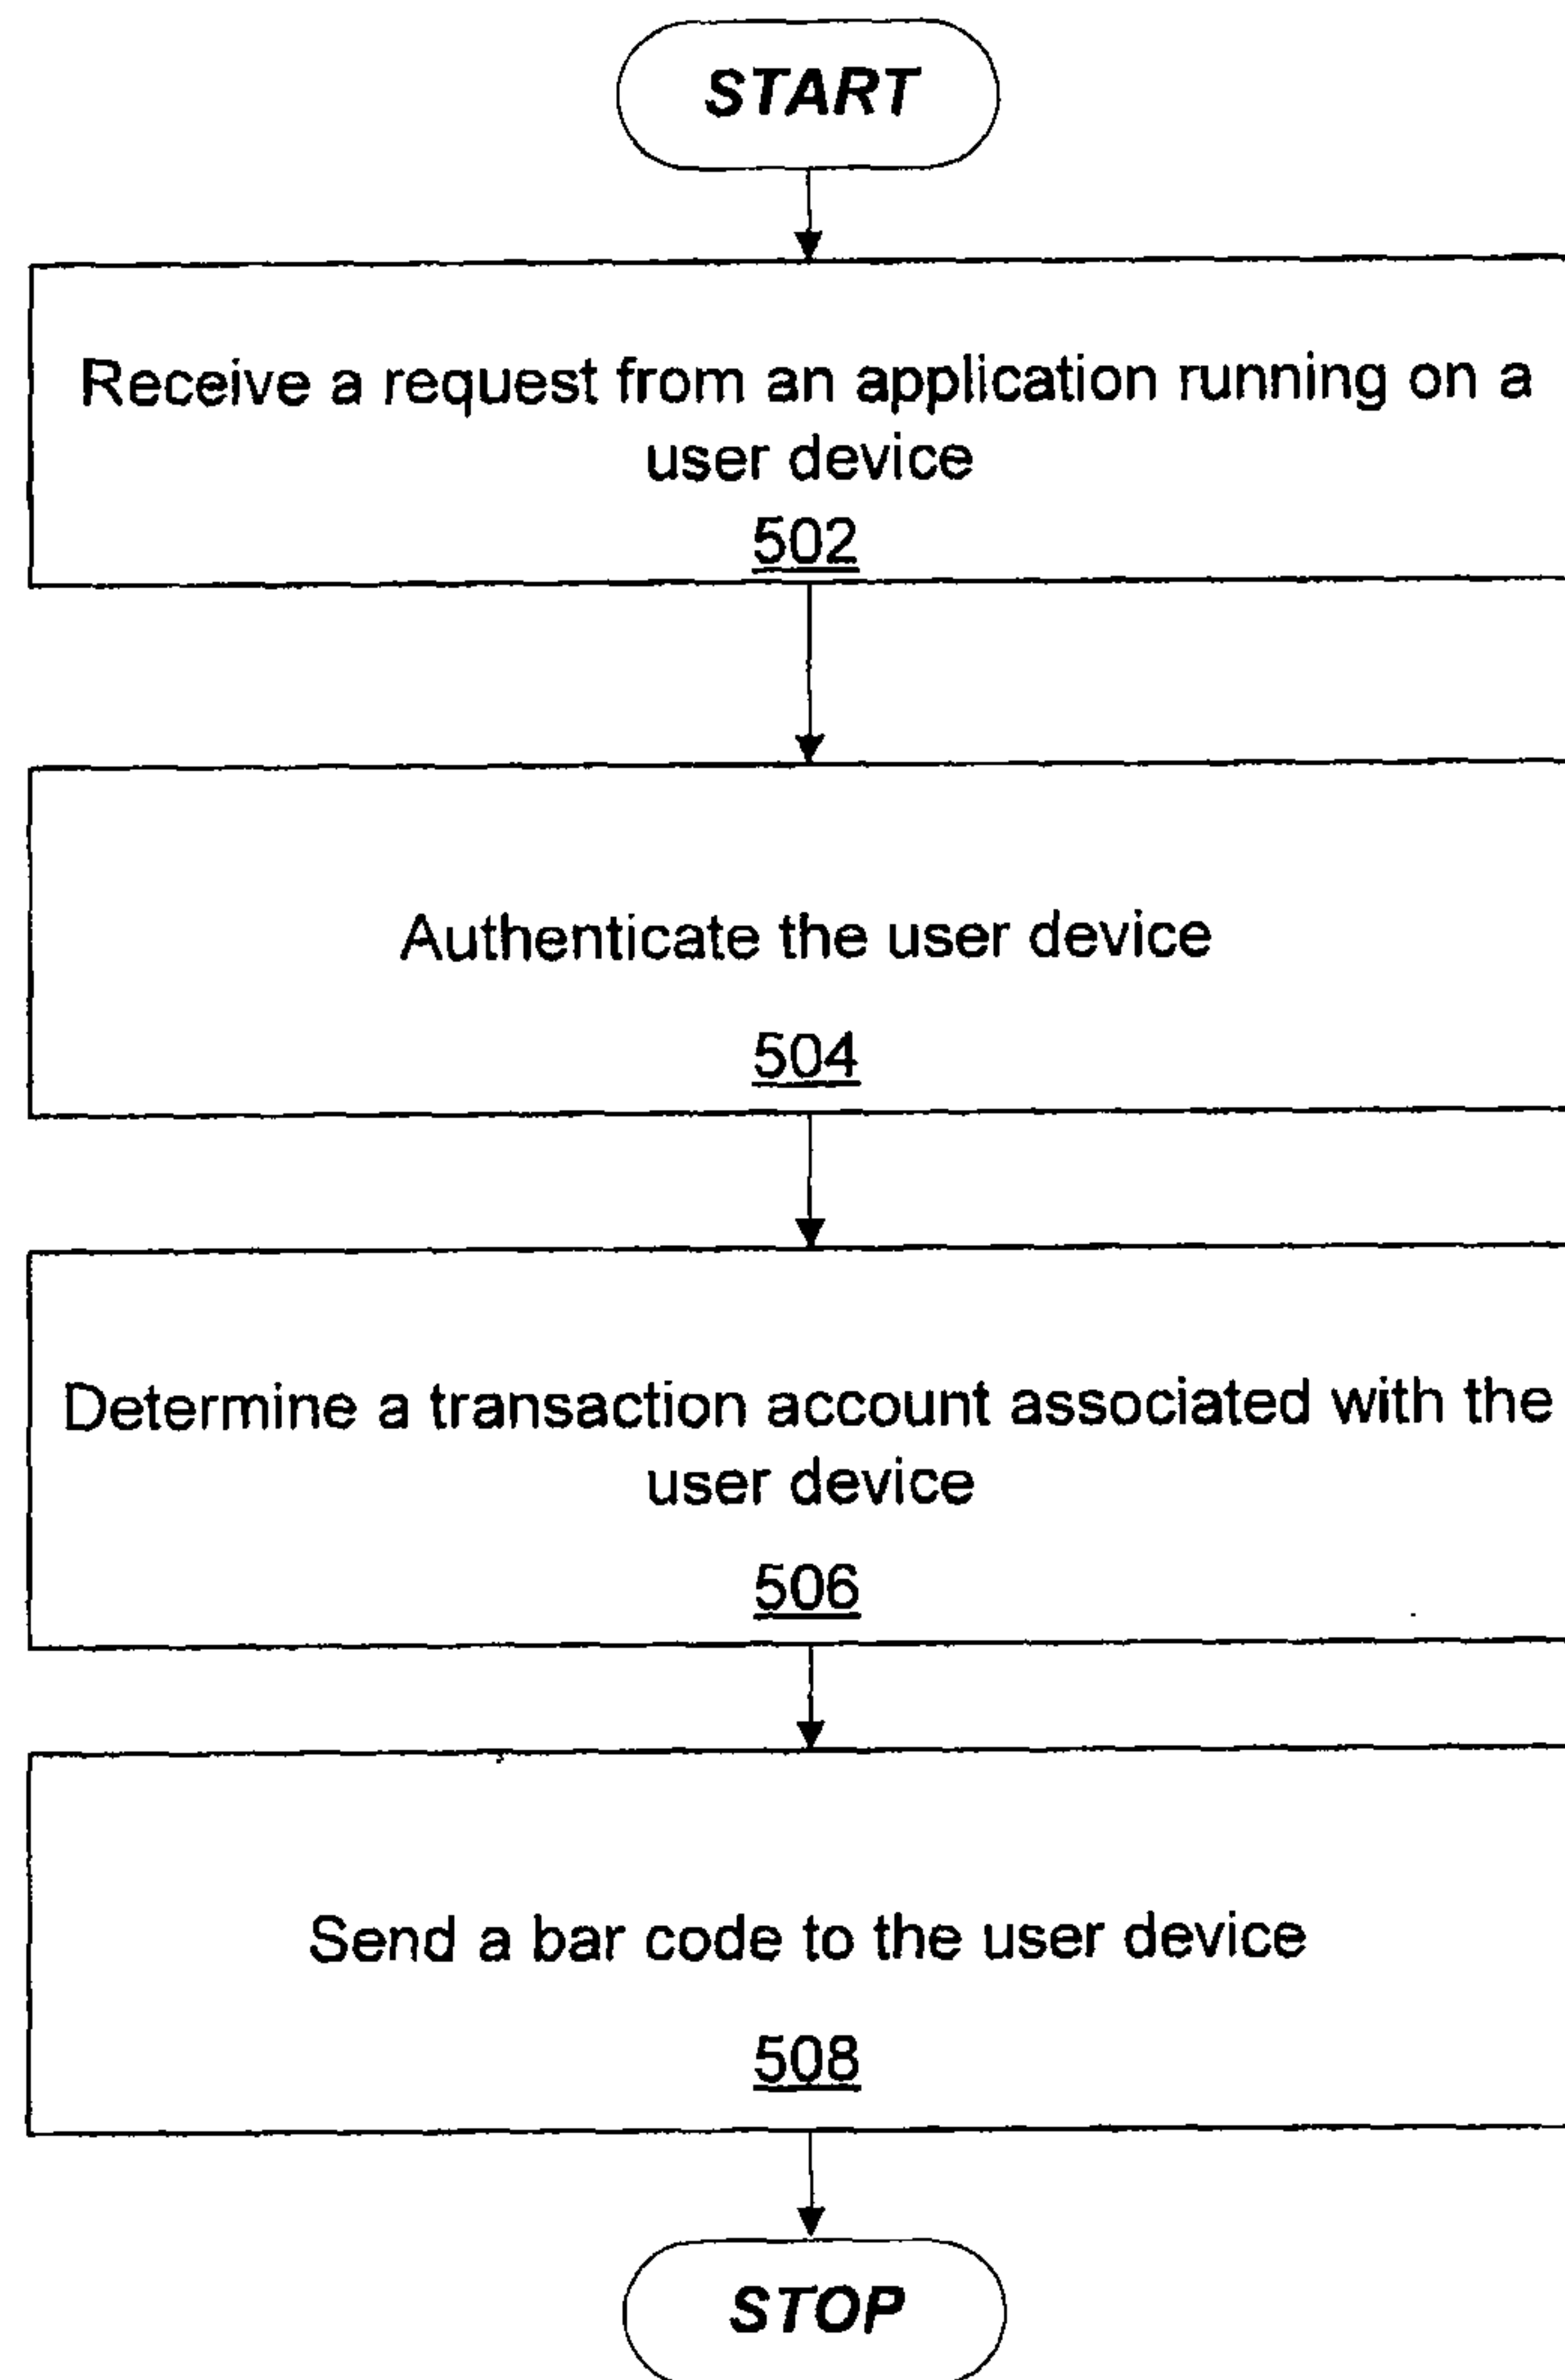 START
Receive a request from an application running on a
user device
502
Authenticate the user device
504
Determine a transaction account associated with the
user device
506
Send a bar code to the user device
508
STOP